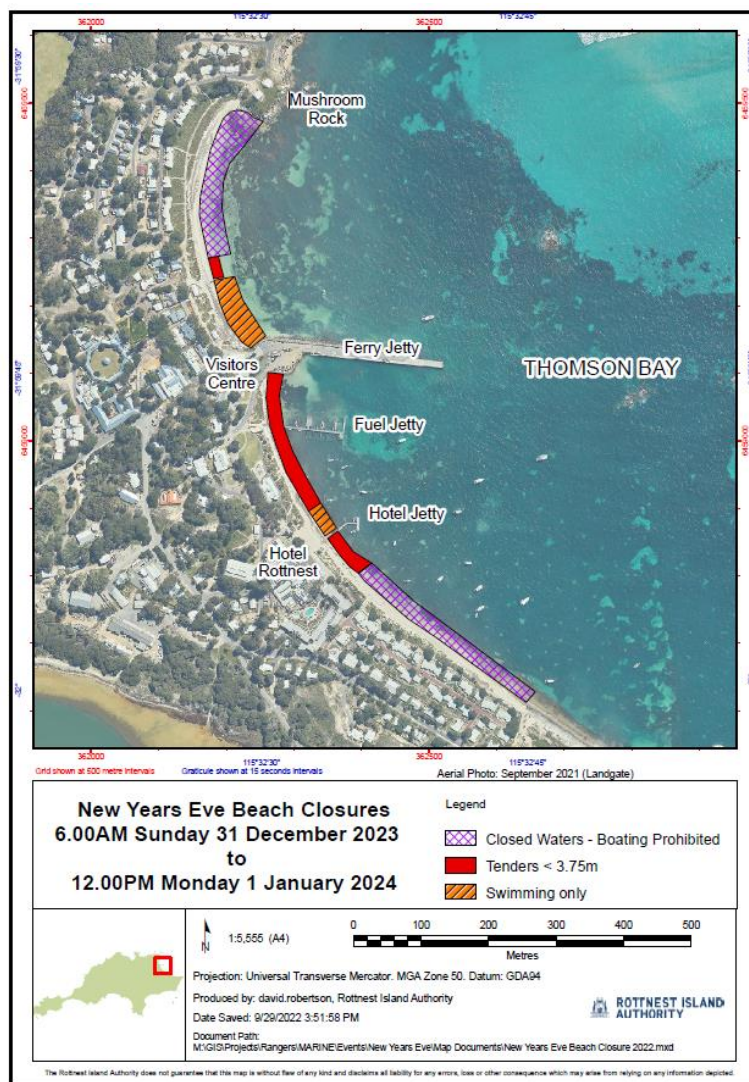 362000
115°32'30"
362500
115°32'45"
Mushroom
Rock
Ferry Jetty
Visitors
Centre
THOMSON BAY
Fuel Jetty
Hotel Jetty
Hotel
Rottnest
-31°59'30"
-31°59'45"
-32°
362000
115°32'30"
362500
115°32'45"
Grid shown at 500 metre intervals
Graticule shown at 15 seconds intervals
Aerial Photo: September 2021 (Landgate)
New Years Eve Beach Closures
6.00AM Sunday 31 December 2023
to
12.00PM Monday 1 January 2024
Legend
Closed Waters - Boating Prohibited
Tenders < 3.75m
Swimming only
N
1:5,555 (A4)
0 100 200 300 400 500
Metres
Projection: Universal Transverse Mercator. MGA Zone 50. Datum: GDA94
Produced by: david.robertson, Rottnest Island Authority
Date Saved: 9/29/2022 3:51:58 PM
Document Path:
M:\GIS\Projects\Rangers\MARINE\Events\New Years Eve\Map Documents\New Years Eve Beach Closure 2022.mxd
ROTTNEST ISLAND
AUTHORITY
The Rottnest Island Authority does not guarantee that this map is without flaw of any kind and disclaims all liability for any errors, loss or other consequence which may arise from relying on any information depicted.